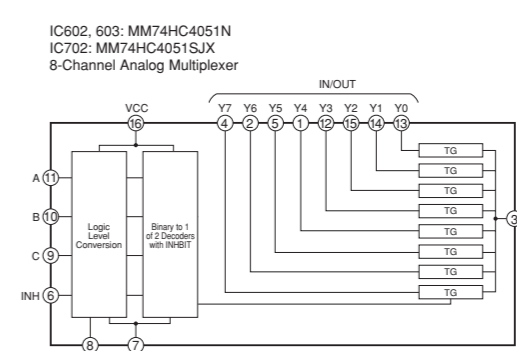 IC602, 603: MM74HC4051N
IC702: MM74HC4051SJX
8-Channel Analog Multiplexer
IN/OUT
VCC Y7 Y6 Y5 Y4 Y3 Y2 Y1 Y0
16 4 2 5 1 12 15 14 13
TG
TG
TG
TG
TG
TG
TG
TG
A 11
B 10
C 9
INH 6
Logic
Level
Conversion
Binary to 1
of 2 Decoders
with INHBIT
3
8 7